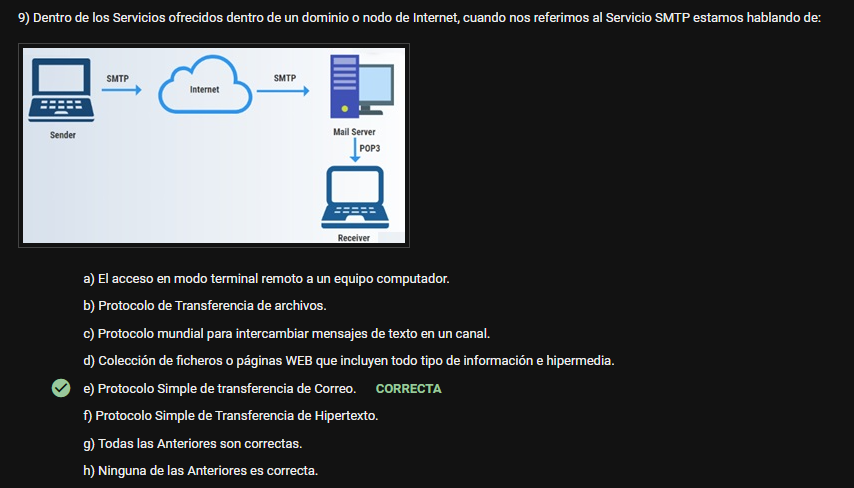 9) Dentro de los Servicios ofrecidos dentro de un dominio o nodo de Internet, cuando nos referimos al Servicio SMTP estamos hablando de:
SMTP
Internet
SMTP
Sender
Mail Server
POP3
Receiver
a) El acceso en modo terminal remoto a un equipo computador.
b) Protocolo de Transferencia de archivos.
c) Protocolo mundial para intercambiar mensajes de texto en un canal.
d) Colección de ficheros o páginas WEB que incluyen todo tipo de información e hipermedia.
e) Protocolo Simple de transferencia de Correo. CORRECTA
f) Protocolo Simple de Transferencia de Hipertexto.
g) Todas las Anteriores son correctas.
h) Ninguna de las Anteriores es correcta.